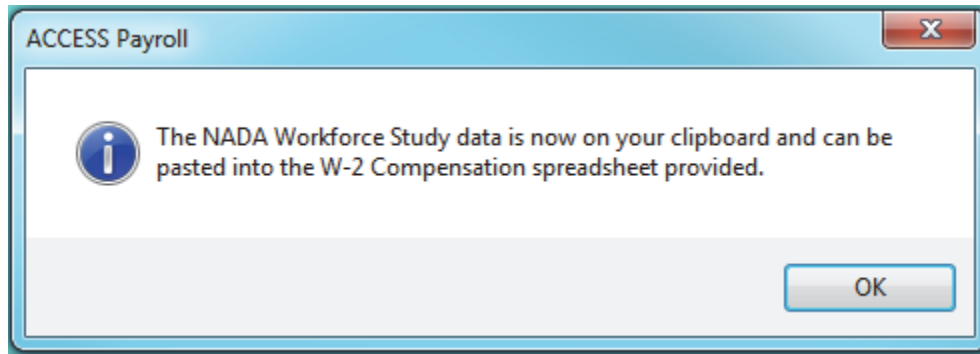 ACCESS Payroll
The NADA Workforce Study data is now on your clipboard and can be
pasted into the W-2 Compensation spreadsheet provided.
OK